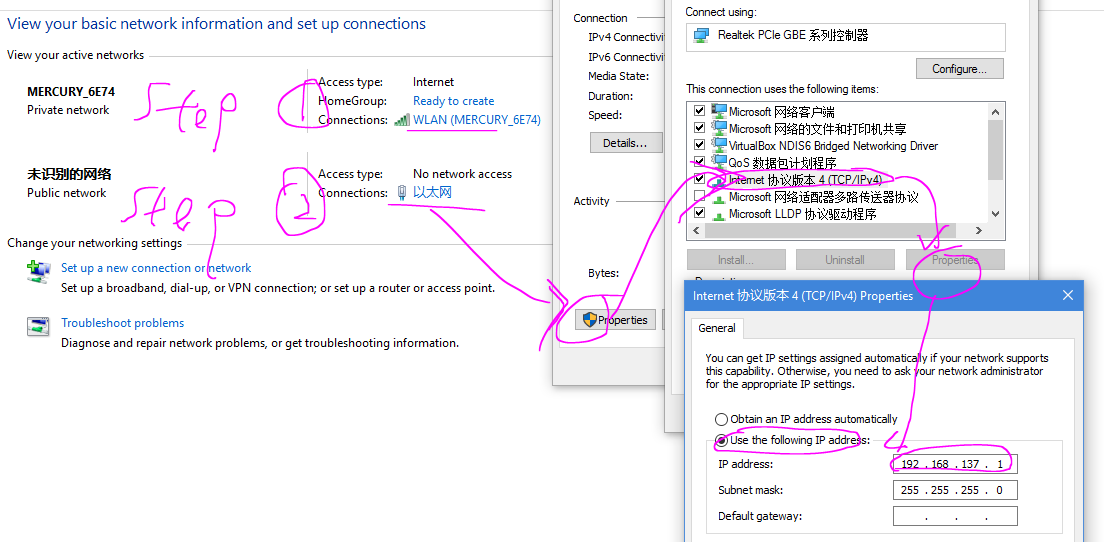 View your basic network information and set up connections
View your active networks
MERCURY_6E74
Private network
Access type: Internet
HomeGroup: Ready to create
Connections: WLAN (MERCURY_6E74)
Step 1
未识别的网络
Public network
Access type: No network access
Connections: 以太网
Step 2
Change your networking settings
Set up a new connection or network
Set up a broadband, dial-up, or VPN connection; or set up a router or access point.
Troubleshoot problems
Diagnose and repair network problems, or get troubleshooting information.
Connection
IPv4 Connectivi
IPv6 Connectivi
Media State:
Duration:
Speed:
Details...
Activity
Bytes:
Properties
Connect using:
Realtek PCIe GBE 系列控制器
Configure...
This connection uses the following items:
Microsoft 网络客户端
Microsoft 网络的文件和打印机共享
VirtualBox NDIS6 Bridged Networking Driver
QoS 数据包计划程序
Internet 协议版本 4 (TCP/IPv4)
Microsoft 网络适配器多路传送器协议
Microsoft LLDP 协议驱动程序
Install...
Uninstall
Properties
Internet 协议版本 4 (TCP/IPv4) Properties
General
You can get IP settings assigned automatically if your network supports
this capability. Otherwise, you need to ask your network administrator
for the appropriate IP settings.
Obtain an IP address automatically
Use the following IP address:
IP address: 192 . 168 . 137 . 1
Subnet mask: 255 . 255 . 255 . 0
Default gateway: . . .